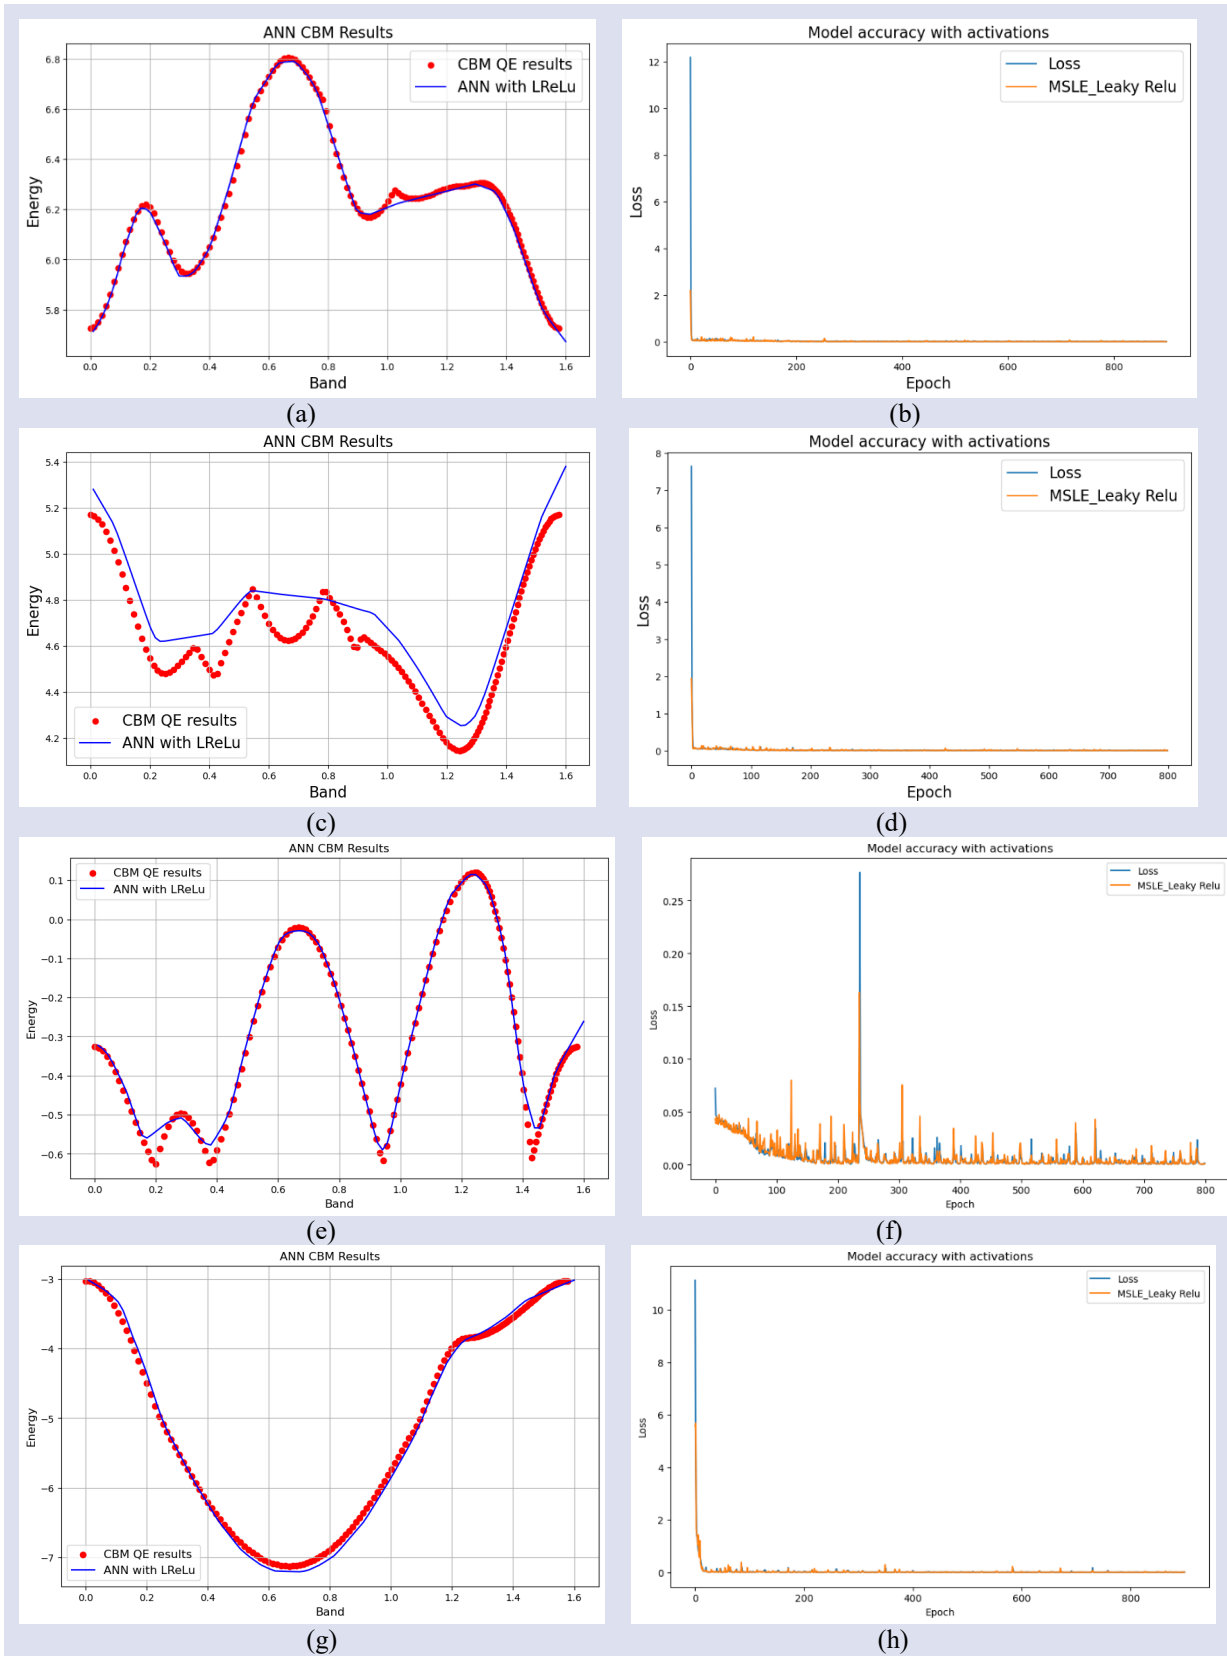 ANN CBM Results
6.8
6.6
6.4
6.2
6.0
5.8
Energy
CBM QE results
ANN with LReLu
0.0 0.2 0.4 0.6 0.8 1.0 1.2 1.4 1.6
Band
(a)
Model accuracy with activations
12
10
8
6
4
2
0
Loss
Loss
MSLE_Leaky Relu
0 200 400 600 800
Epoch
(b)
ANN CBM Results
5.4
5.2
5.0
4.8
4.6
4.4
4.2
Energy
CBM QE results
ANN with LReLu
0.0 0.2 0.4 0.6 0.8 1.0 1.2 1.4 1.6
Band
(c)
Model accuracy with activations
8
7
6
5
4
3
2
1
0
Loss
Loss
MSLE_Leaky Relu
0 100 200 300 400 500 600 700 800
Epoch
(d)
ANN CBM Results
0.1
0.0
−0.1
−0.2
−0.3
−0.4
−0.5
−0.6
Energy
CBM QE results
ANN with LReLu
0.0 0.2 0.4 0.6 0.8 1.0 1.2 1.4 1.6
Band
(e)
Model accuracy with activations
0.25
0.20
0.15
0.10
0.05
0.00
Loss
Loss
MSLE_Leaky Relu
0 100 200 300 400 500 600 700 800
Epoch
(f)
ANN CBM Results
−3
−4
−5
−6
−7
Energy
CBM QE results
ANN with LReLu
0.0 0.2 0.4 0.6 0.8 1.0 1.2 1.4 1.6
Band
(g)
Model accuracy with activations
10
8
6
4
2
0
Loss
Loss
MSLE_Leaky Relu
0 200 400 600 800
Epoch
(h)